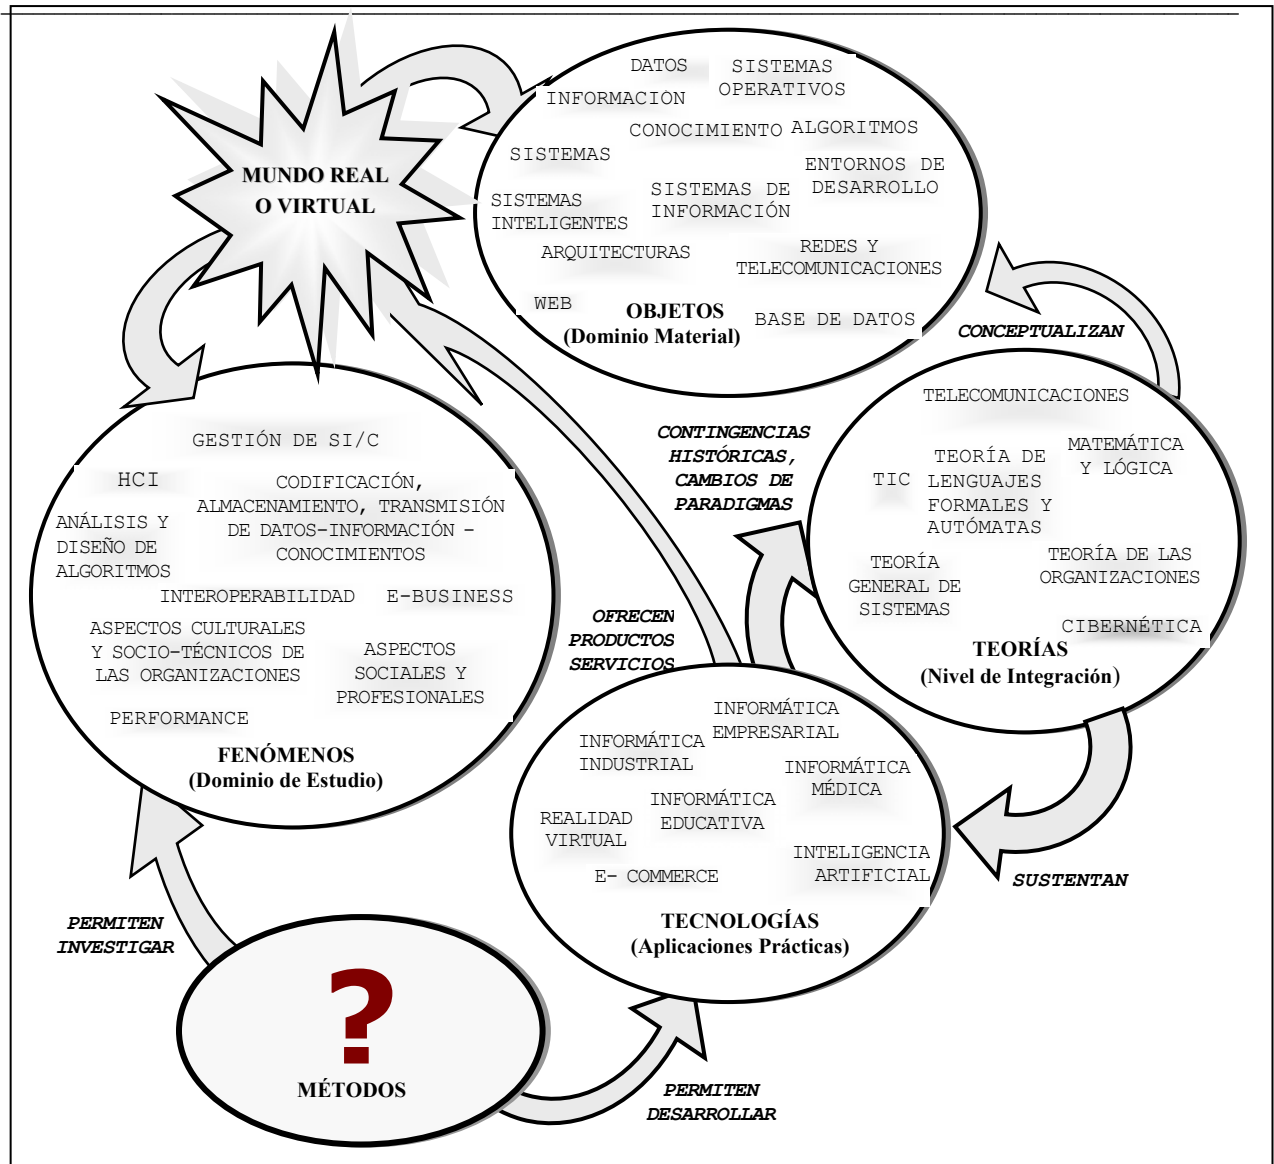 MUNDO REAL
O VIRTUAL
DATOS
SISTEMAS
OPERATIVOS
INFORMACIÓN
CONOCIMIENTO
ALGORITMOS
SISTEMAS
ENTORNOS DE
DESARROLLO
SISTEMAS
INTELIGENTES
SISTEMAS DE
INFORMACIÓN
ARQUITECTURAS
REDES Y
TELECOMUNICACIONES
WEB
BASE DE DATOS
OBJETOS
(Dominio Material)
CONCEPTUALIZAN
TELECOMUNICACIONES
MATEMÁTICA
Y LÓGICA
TIC
TEORÍA DE
LENGUAJES
FORMALES Y
AUTÓMATAS
TEORÍA
GENERAL DE
SISTEMAS
TEORÍA DE LAS
ORGANIZACIONES
CIBERNÉTICA
TEORÍAS
(Nivel de Integración)
CONTINGENCIAS
HISTÓRICAS,
CAMBIOS DE
PARADIGMAS
GESTIÓN DE SI/C
HCI
CODIFICACIÓN,
ALMACENAMIENTO, TRANSMISIÓN
DE DATOS-INFORMACIÓN –
CONOCIMIENTOS
ANÁLISIS Y
DISEÑO DE
ALGORITMOS
INTEROPERABILIDAD
E-BUSINESS
ASPECTOS CULTURALES
Y SOCIO-TÉCNICOS DE
LAS ORGANIZACIONES
ASPECTOS
SOCIALES Y
PROFESIONALES
PERFORMANCE
FENÓMENOS
(Dominio de Estudio)
OFRECEN
PRODUCTOS
SERVICIOS
INFORMÁTICA
EMPRESARIAL
INFORMÁTICA
INDUSTRIAL
INFORMÁTICA
MÉDICA
INFORMÁTICA
EDUCATIVA
REALIDAD
VIRTUAL
INTELIGENCIA
ARTIFICIAL
E- COMMERCE
TECNOLOGÍAS
(Aplicaciones Prácticas)
SUSTENTAN
PERMITEN
INVESTIGAR
?
MÉTODOS
PERMITEN
DESARROLLAR